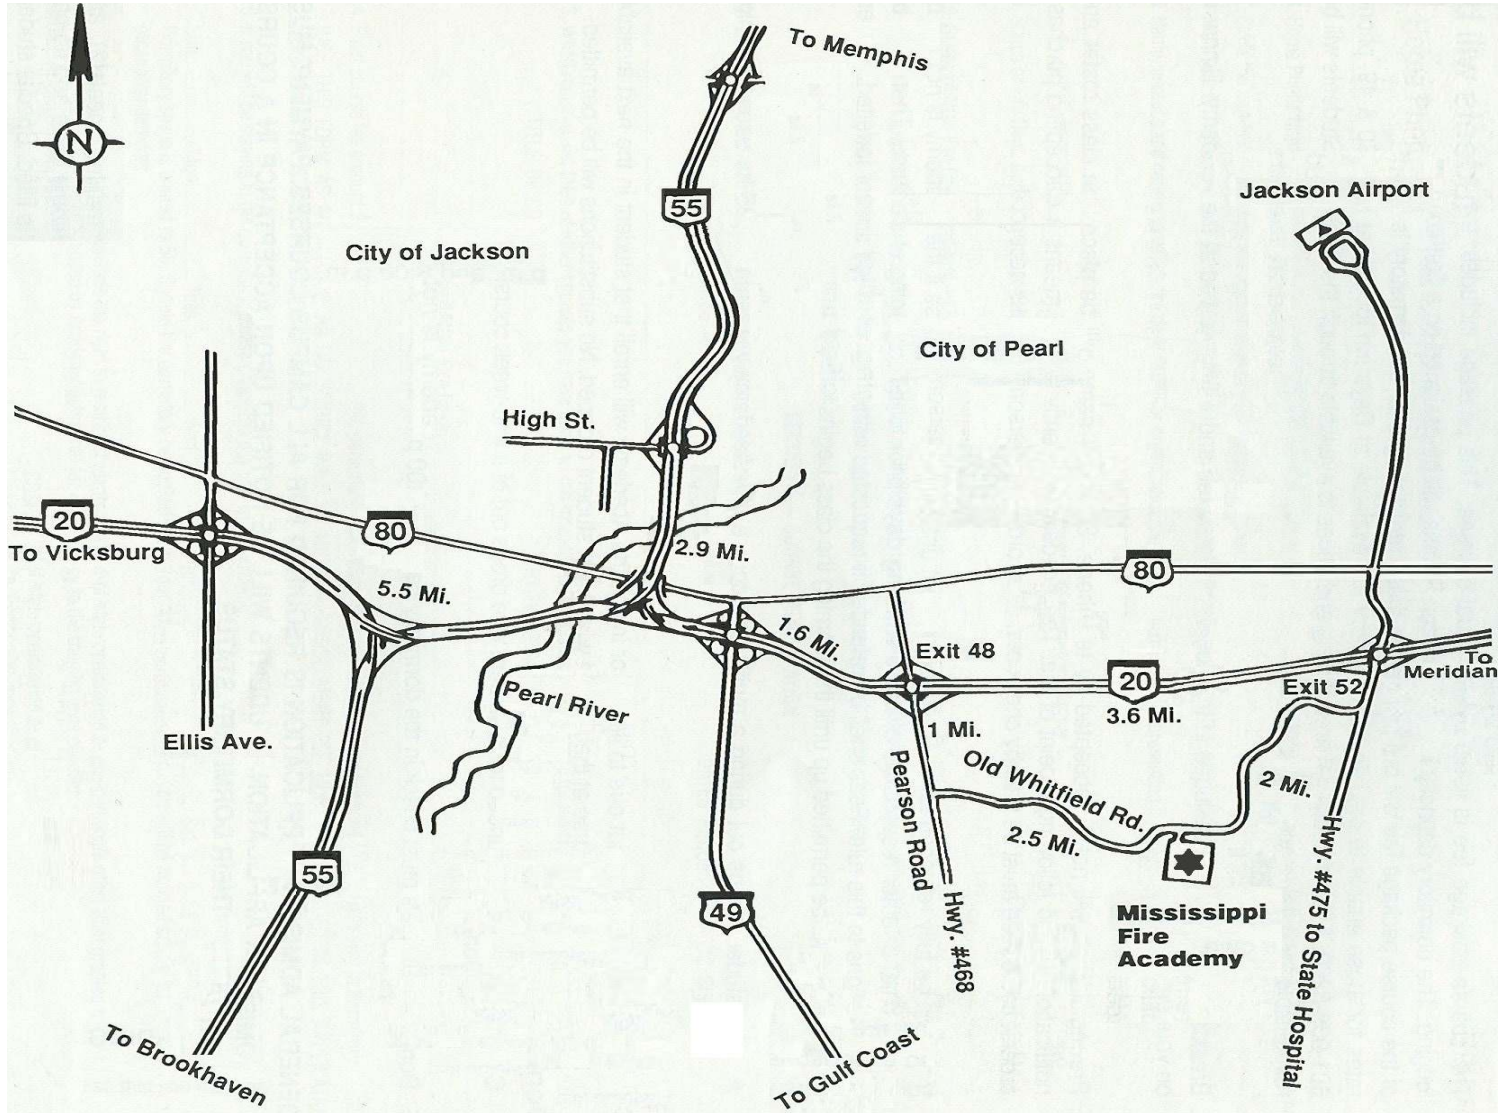 To Memphis
N
55
Jackson Airport
City of Jackson
City of Pearl
High St.
20
80
To Vicksburg
2.9 Mi.
80
5.5 Mi.
1.6 Mi.
Exit 48
To
Meridian
20
Exit 52
Pearl River
3.6 Mi.
1 Mi.
Ellis Ave.
Old Whitfield Rd.
2 Mi.
Pearson Road
2.5 Mi.
55
49
Mississippi
Fire
Academy
Hwy. #468
Hwy. #475 to State Hospital
To Brookhaven
To Gulf Coast